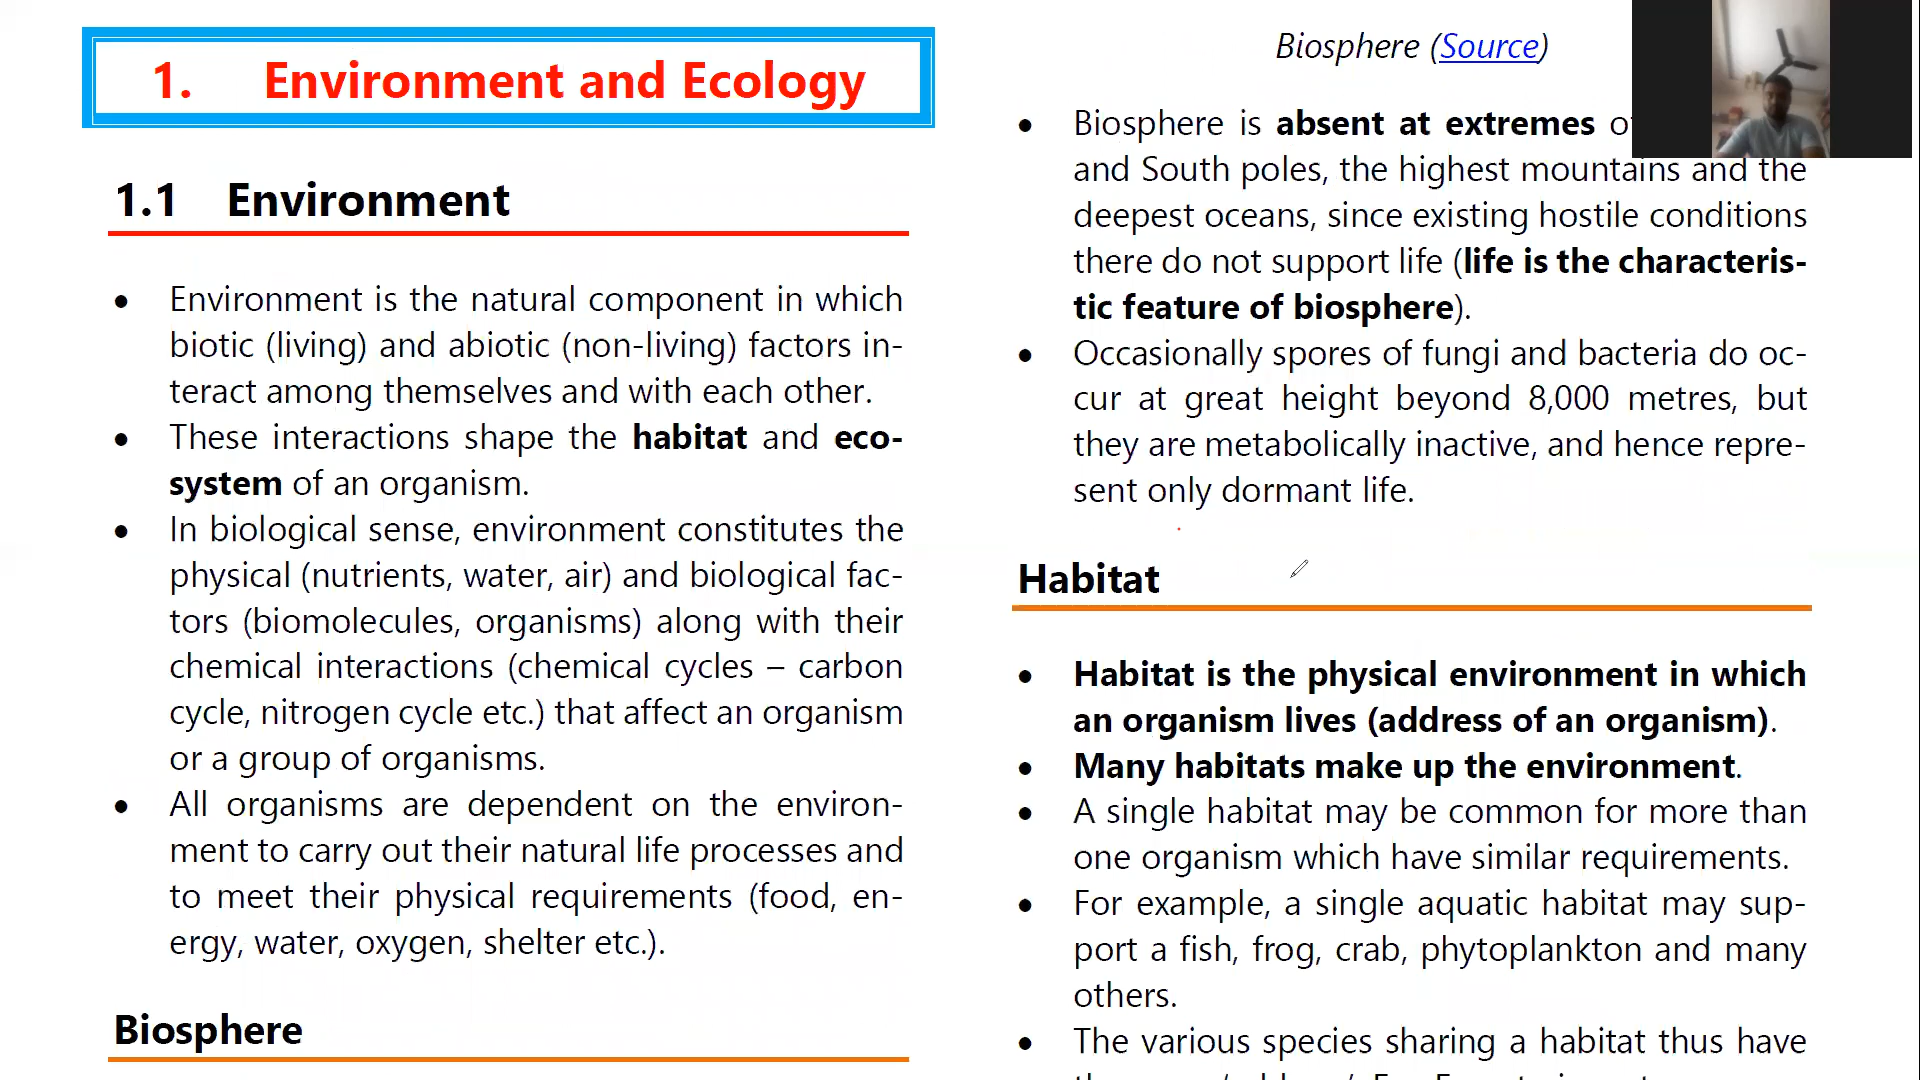 1. Environment and Ecology
1.1 Environment
• Environment is the natural component in which
biotic (living) and abiotic (non-living) factors in-
teract among themselves and with each other.
• These interactions shape the habitat and eco-
system of an organism.
• In biological sense, environment constitutes the
physical (nutrients, water, air) and biological fac-
tors (biomolecules, organisms) along with their
chemical interactions (chemical cycles – carbon
cycle, nitrogen cycle etc.) that affect an organism
or a group of organisms.
• All organisms are dependent on the environ-
ment to carry out their natural life processes and
to meet their physical requirements (food, en-
ergy, water, oxygen, shelter etc.).
Biosphere
Biosphere (Source)
• Biosphere is absent at extremes
and South poles, the highest mountains and the
deepest oceans, since existing hostile conditions
there do not support life (life is the characteris-
tic feature of biosphere).
• Occasionally spores of fungi and bacteria do oc-
cur at great height beyond 8,000 metres, but
they are metabolically inactive, and hence repre-
sent only dormant life.
Habitat
• Habitat is the physical environment in which
an organism lives (address of an organism).
• Many habitats make up the environment.
• A single habitat may be common for more than
one organism which have similar requirements.
• For example, a single aquatic habitat may sup-
port a fish, frog, crab, phytoplankton and many
others.
• The various species sharing a habitat thus have